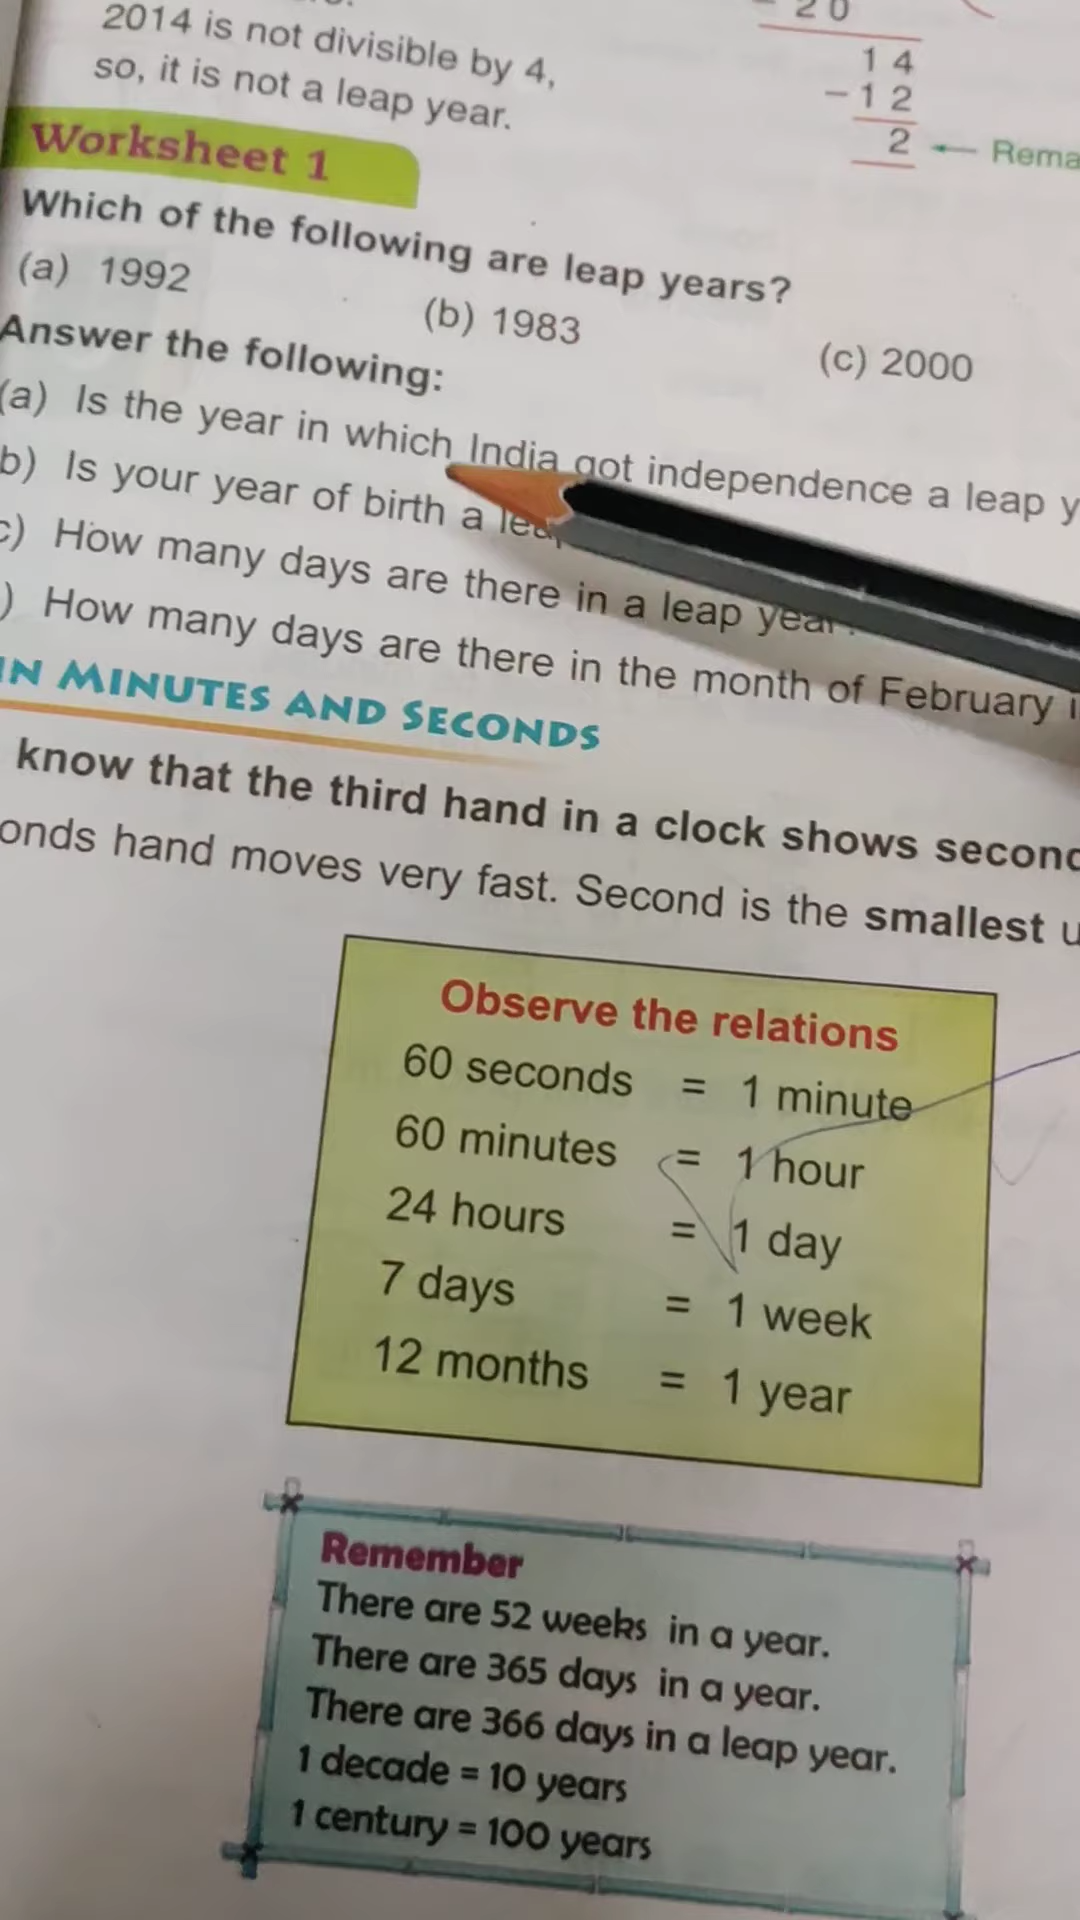 20
2014 is not divisible by 4,
so, it is not a leap year.
14
-12
2 ← Rema
Worksheet 1
Which of the following are leap years?
(a) 1992 (b) 1983 (c) 2000
Answer the following:
(a) Is the year in which India got independence a leap y
b) Is your year of birth a
c) How many days are there in a leap year
) How many days are there in the month of February i
IN MINUTES AND SECONDS
know that the third hand in a clock shows second
onds hand moves very fast. Second is the smallest u
Observe the relations
60 seconds = 1 minute
60 minutes = 1 hour
24 hours = 1 day
7 days = 1 week
12 months = 1 year
Remember
There are 52 weeks in a year.
There are 365 days in a year.
There are 366 days in a leap year.
1 decade = 10 years
1 century = 100 years